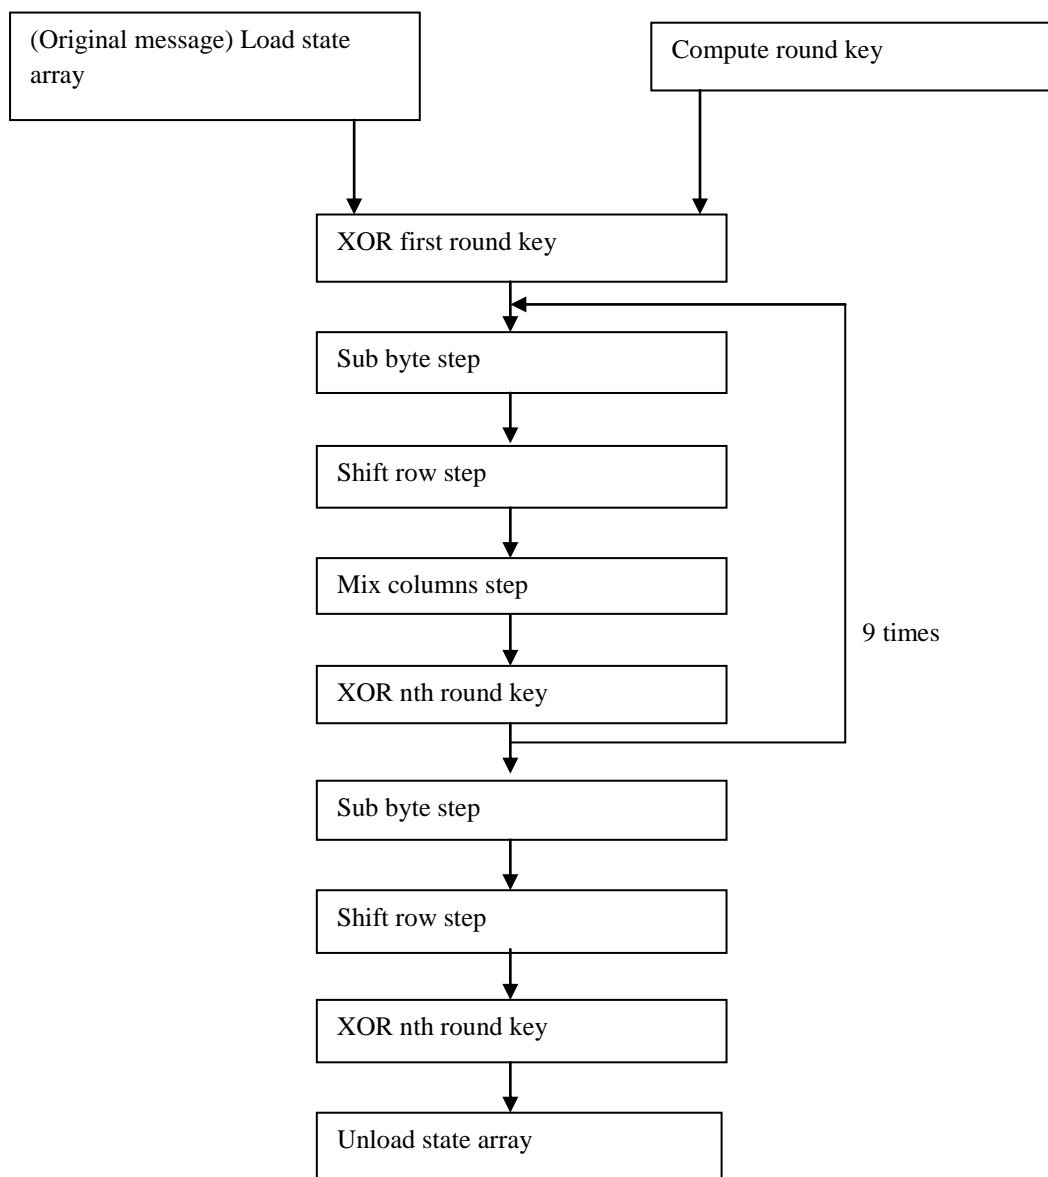 (Original message) Load state
array
Compute round key
XOR first round key
Sub byte step
Shift row step
Mix columns step
9 times
XOR nth round key
Sub byte step
Shift row step
XOR nth round key
Unload state array